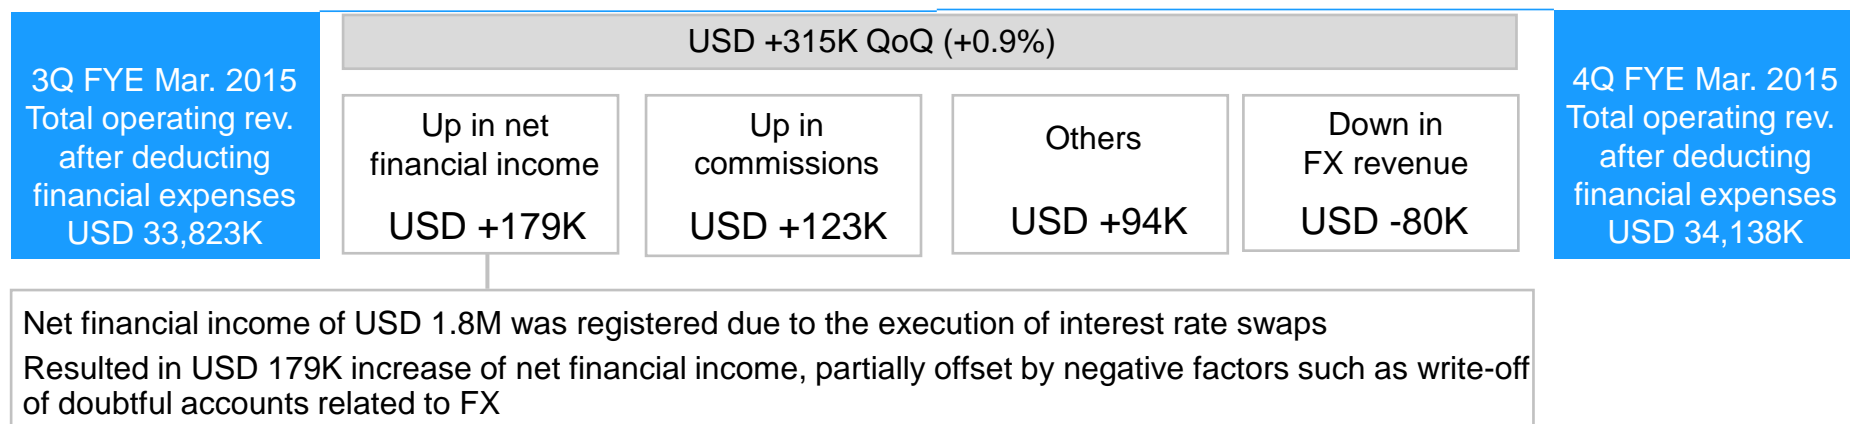 3Q FYE Mar. 2015
Total operating rev.
after deducting
financial expenses
USD 33,823K
USD +315K QoQ (+0.9%)
Up in net
financial income
USD +179K
Up in
commissions
USD +123K
Others
USD +94K
Down in
FX revenue
USD -80K
4Q FYE Mar. 2015
Total operating rev.
after deducting
financial expenses
USD 34,138K
Net financial income of USD 1.8M was registered due to the execution of interest rate swaps
Resulted in USD 179K increase of net financial income, partially offset by negative factors such as write-off
of doubtful accounts related to FX